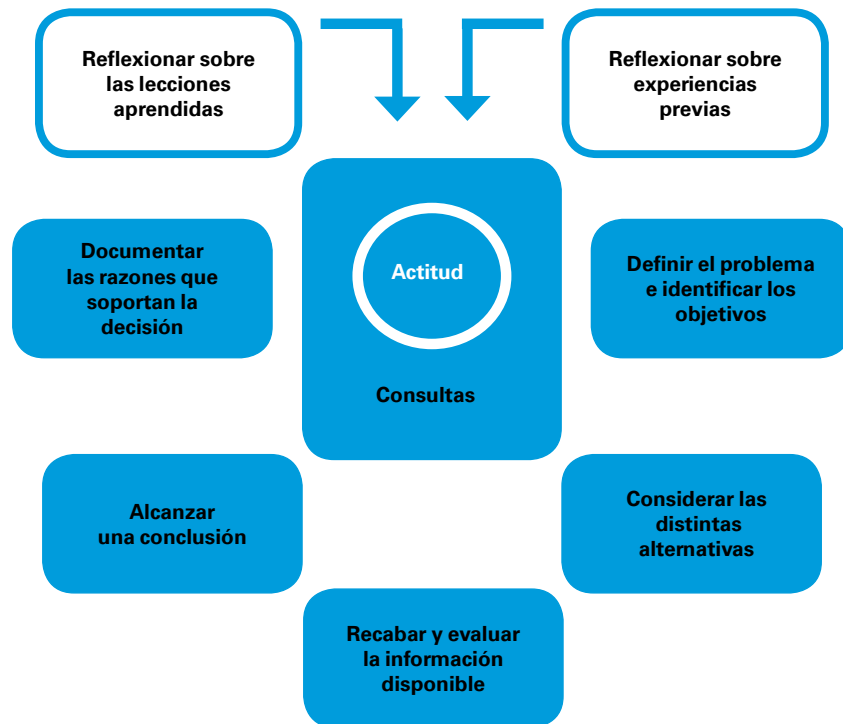 Reflexionar sobre
las lecciones
aprendidas
Reflexionar sobre
experiencias
previas
Actitud
Consultas
Documentar
las razones que
soportan la
decisión
Definir el problema
e identificar los
objetivos
Alcanzar
una conclusión
Considerar las
distintas
alternativas
Recabar y evaluar
la información
disponible